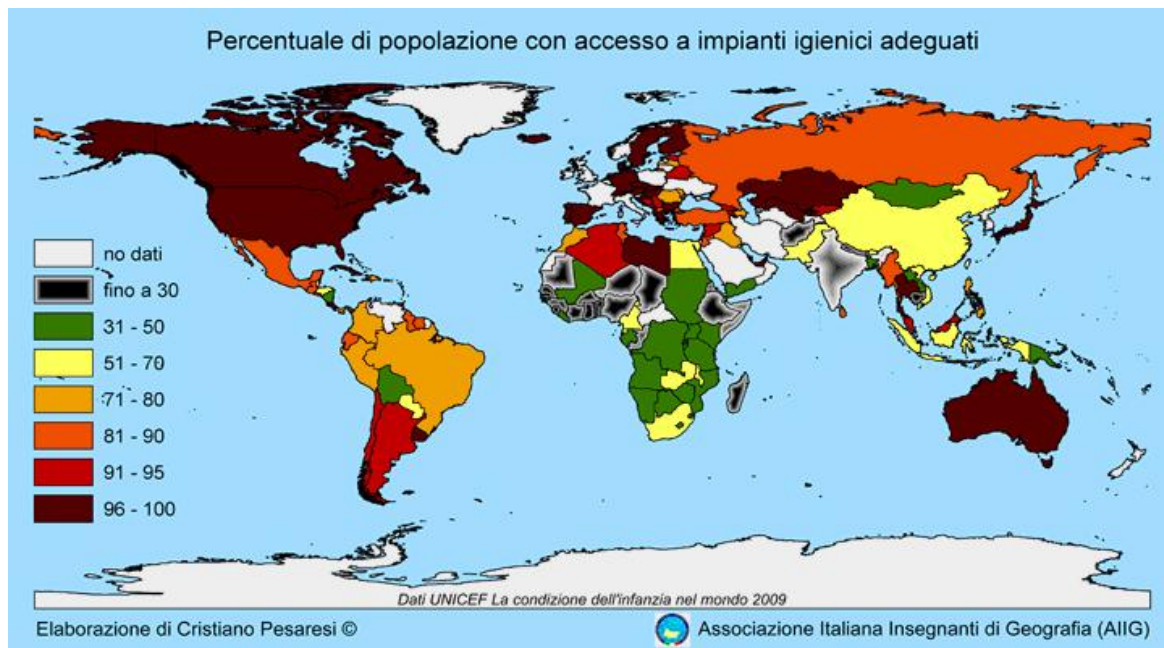 Percentuale di popolazione con accesso a impianti igienici adeguati
no dati
fino a 30
31 - 50
51 - 70
71 - 80
81 - 90
91 - 95
96 - 100
Dati UNICEF La condizione dell'infanzia nel mondo 2009
Elaborazione di Cristiano Pesaresi ©
Associazione Italiana Insegnanti di Geografia (AIIG)